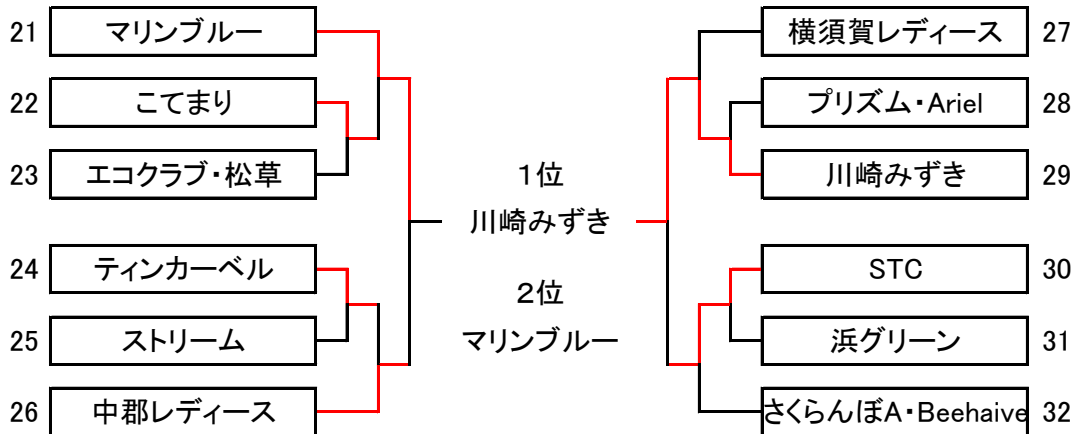 21 マリンブルー
22 こてまり
23 エコクラブ・松草
24 ティンカーベル
25 ストリーム
26 中郡レディース
1位
川崎みずき
2位
マリンブルー
横須賀レディース 27
プリズム・Ariel 28
川崎みずき 29
STC 30
浜グリーン 31
さくらんぼA・Beehaive 32